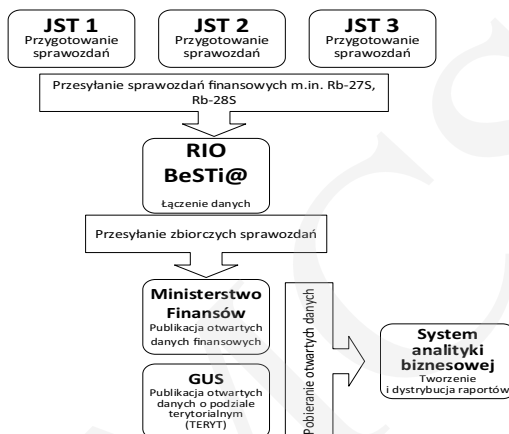 JST 1
Przygotowanie
sprawozdań
JST 2
Przygotowanie
sprawozdań
JST 3
Przygotowanie
sprawozdań
Przesyłanie sprawozdań finansowych m.in. Rb-27S,
Rb-28S
RIO
BeSTi@
Łączenie danych
Przesyłanie zbiorczych sprawozdań
Ministerstwo
Finansów
Publikacja otwartych
danych finansowych
GUS
Publikacja otwartych
danych o podziale
terytorialnym
(TERYT)
Pobieranie otwartych danych
System
analityki
biznesowej
Tworzenie
i dystrybucja raportów